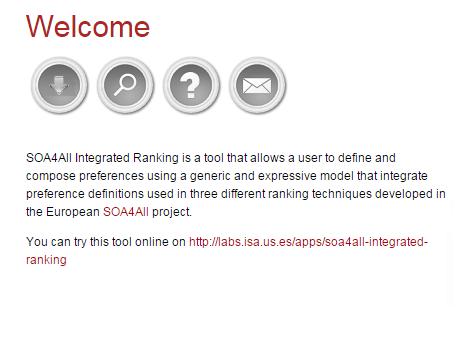 Welcome
SOA4All Integrated Ranking is a tool that allows a user to define and
compose preferences using a generic and expressive model that integrate
preference definitions used in three different ranking techniques developed in
the European SOA4All project.
You can try this tool online on http://labs.isa.us.es/apps/soa4all-integrated-
ranking